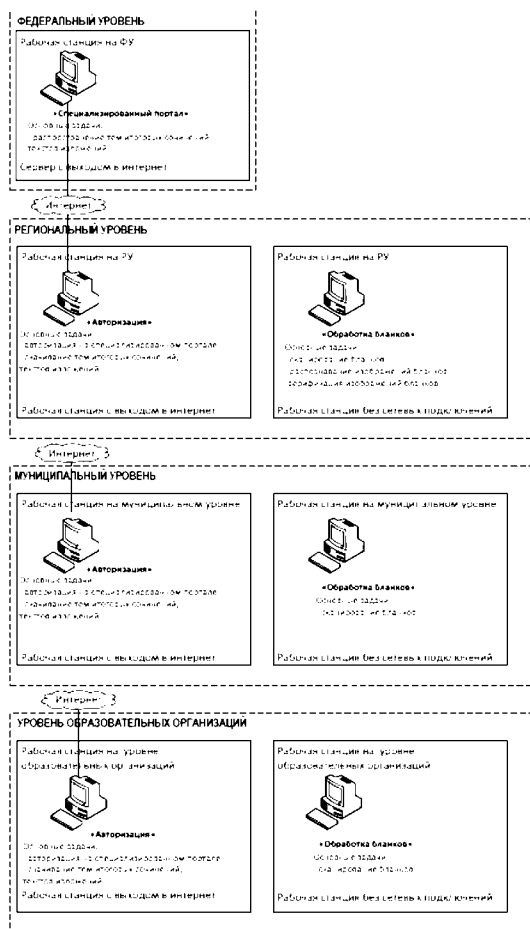 ФЕДЕРАЛЬНЫЙ УРОВЕНЬ
Рабочая станция на ФУ
«Специализированный портал»
Основные задачи:
распространение тем итоговых сочинений
текстов изложений
Сервер с выходом в интернет
Интернет
РЕГИОНАЛЬНЫЙ УРОВЕНЬ
Рабочая станция на РУ
«Авторизация»
Основные задачи:
авторизация на специализированном портале
скачивание тем итоговых сочинений,
текстов изложений
Рабочая станция с выходом в интернет
Рабочая станция на РУ
«Обработка бланков»
Основные задачи:
сканирование бланков
распознавание изображений бланков
верификация изображений бланков
Рабочая станция без сетевых подключений
Интернет
МУНИЦИПАЛЬНЫЙ УРОВЕНЬ
Рабочая станция на муниципальном уровне
«Авторизация»
Основные задачи:
авторизация на специализированном портале
скачивание тем итоговых сочинений,
текстов изложений
Рабочая станция с выходом в интернет
Рабочая станция на муниципальном уровне
«Обработка бланков»
Основные задачи:
сканирование бланков
Рабочая станция без сетевых подключений
Интернет
УРОВЕНЬ ОБРАЗОВАТЕЛЬНЫХ ОРГАНИЗАЦИЙ
Рабочая станция на уровне
образовательных организаций
«Авторизация»
Основные задачи:
авторизация на специализированном портале
скачивание тем итоговых сочинений,
текстов изложений
Рабочая станция с выходом в интернет
Рабочая станция на уровне
образовательных организаций
«Обработка бланков»
Основные задачи:
сканирование бланков
Рабочая станция без сетевых подключений